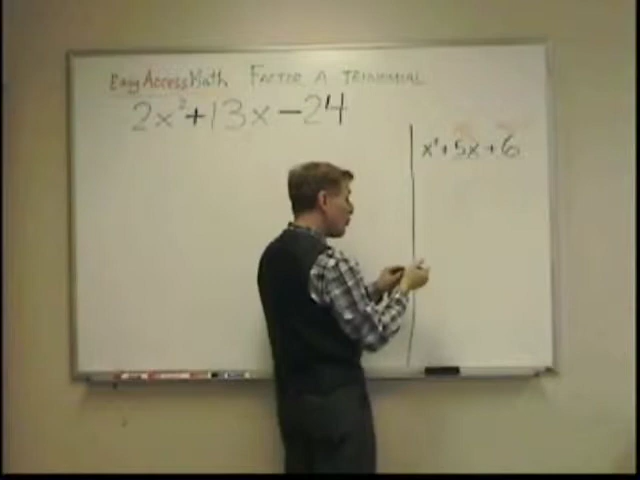 EasyAccessMath FACTOR A TRINOMIAL
2x²+13x-24
x²+5x+6